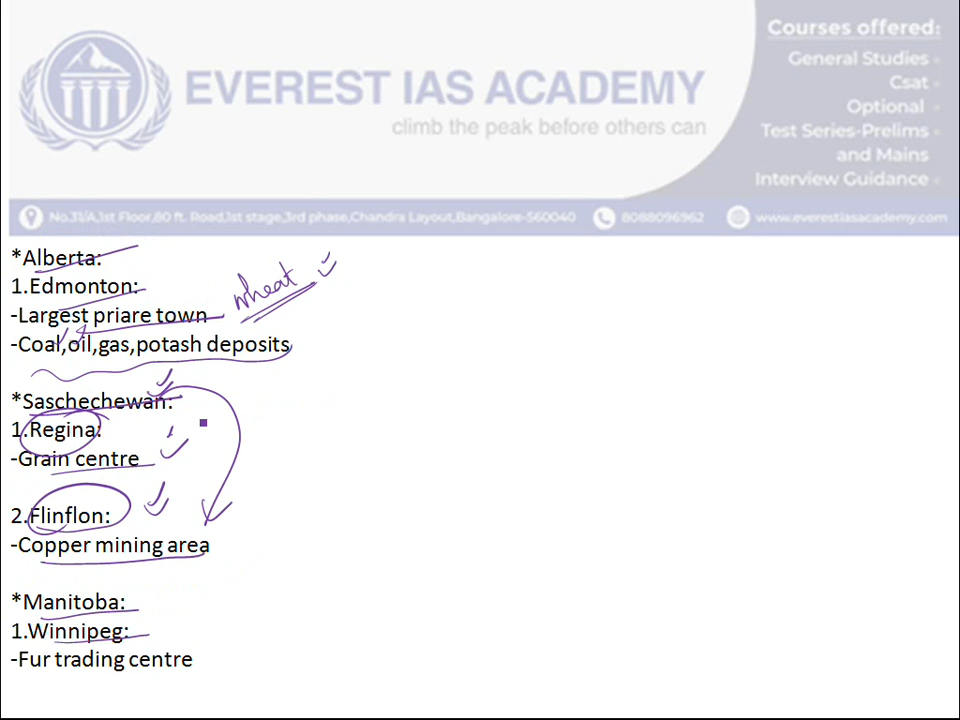 Courses offered:
General Studies
Csat
Optional
Test Series-Prelims
and Mains
Interview Guidance
EVEREST IAS ACADEMY
climb the peak before others can
No.31/A,1st Floor,80 ft. Road,1st stage,3rd phase,Chandra Layout,Bangalore-560040
8088096962
www.everestiasacademy.com
*Alberta:
1.Edmonton:
wheat
-Largest priare town
-Coal,oil,gas,potash deposits
*Saschechewan:
1.Regina:
-Grain centre
2.Flinflon:
-Copper mining area
*Manitoba:
1.Winnipeg:
-Fur trading centre